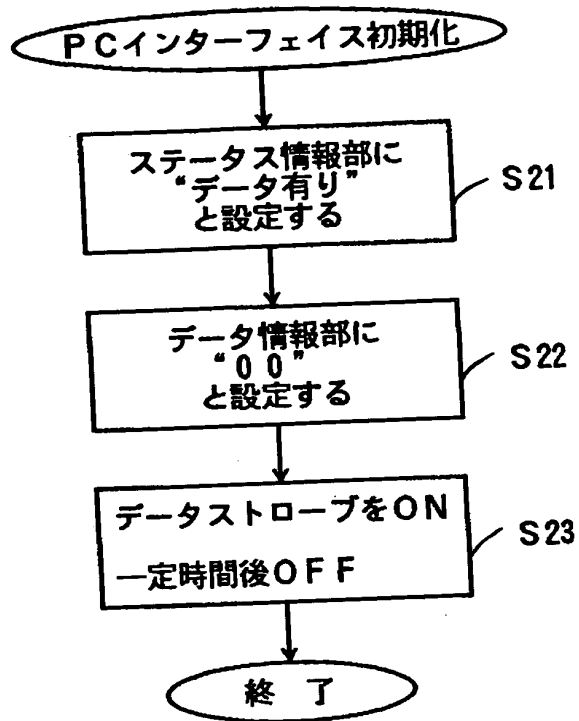 PCインターフェイス初期化
ステータス情報部に
“データ有り”
と設定する
S21
データ情報部に
“00”
と設定する
S22
データストローブをON
一定時間後OFF
S23
終了